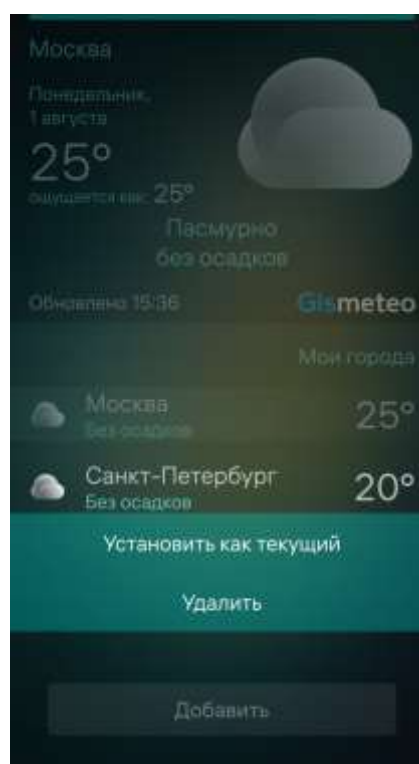 Москва
Понедельник,
1 августа
25°
ощущается как: 25°
Пасмурно
без осадков
Обновлено 15:36
Gismeteo
Мои города
Москва
25°
Без осадков
Санкт-Петербург
20°
Без осадков
Установить как текущий
Удалить
Добавить